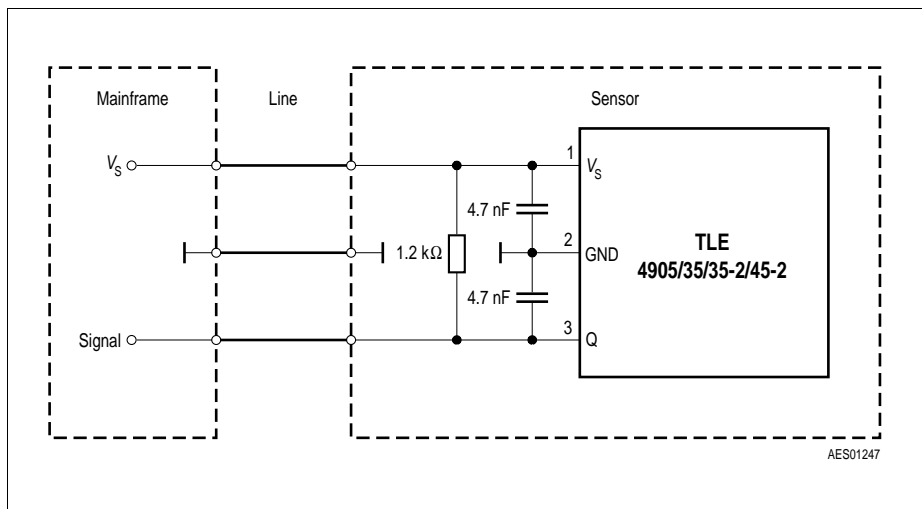 Mainframe
Line
Sensor
V_S
1
V_S
4.7 nF
1.2 kΩ
2
GND
TLE
4905/35/35-2/45-2
4.7 nF
Signal
3
Q
AES01247